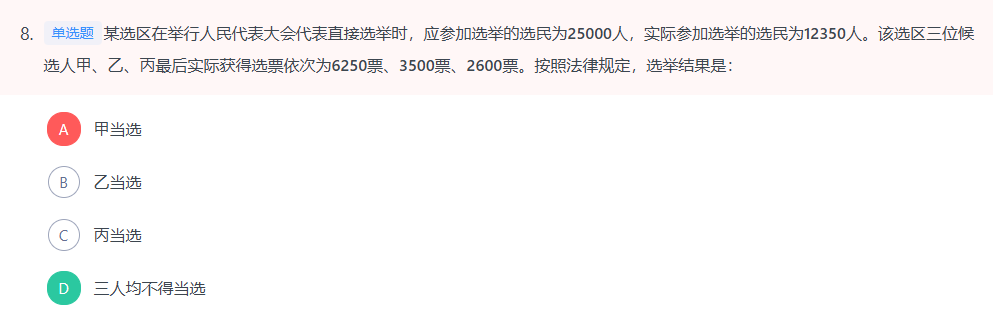 8. 单选题 某选区在举行人民代表大会代表直接选举时，应参加选举的选民为25000人，实际参加选举的选民为12350人。该选区三位候
选人甲、乙、丙最后实际获得选票依次为6250票、3500票、2600票。按照法律规定，选举结果是：
A 甲当选
B 乙当选
C 丙当选
D 三人均不得当选